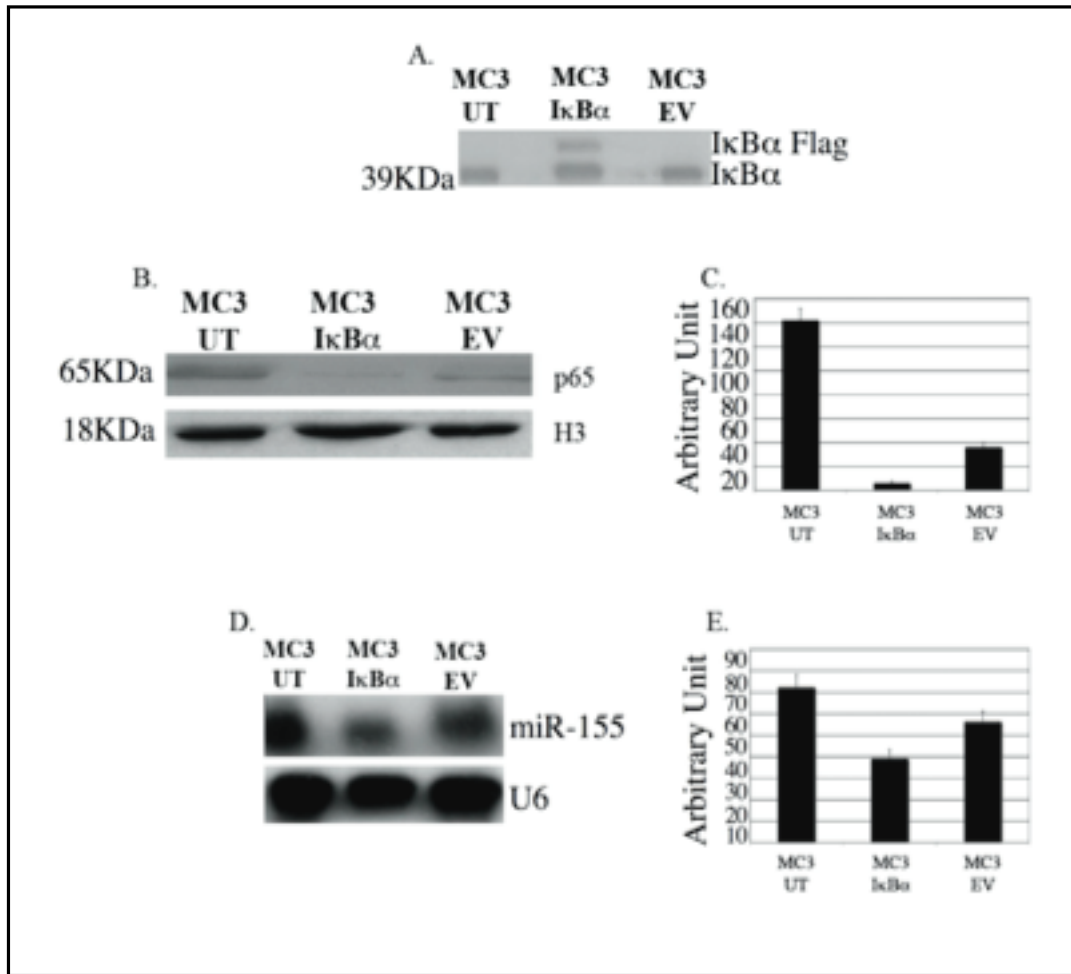 A.
MC3 MC3 MC3
UT IκBα EV
IκBα Flag
39KDa IκBα
B.
MC3 MC3 MC3
UT IκBα EV
65KDa p65
18KDa H3
C.
Arbitrary Unit
160
140
120
100
80
60
40
20
MC3 MC3 MC3
UT IκBα EV
D.
MC3 MC3 MC3
UT IκBα EV
miR-155
U6
E.
Arbitrary Unit
90
80
70
60
50
40
30
20
10
MC3 MC3 MC3
UT IκBα EV